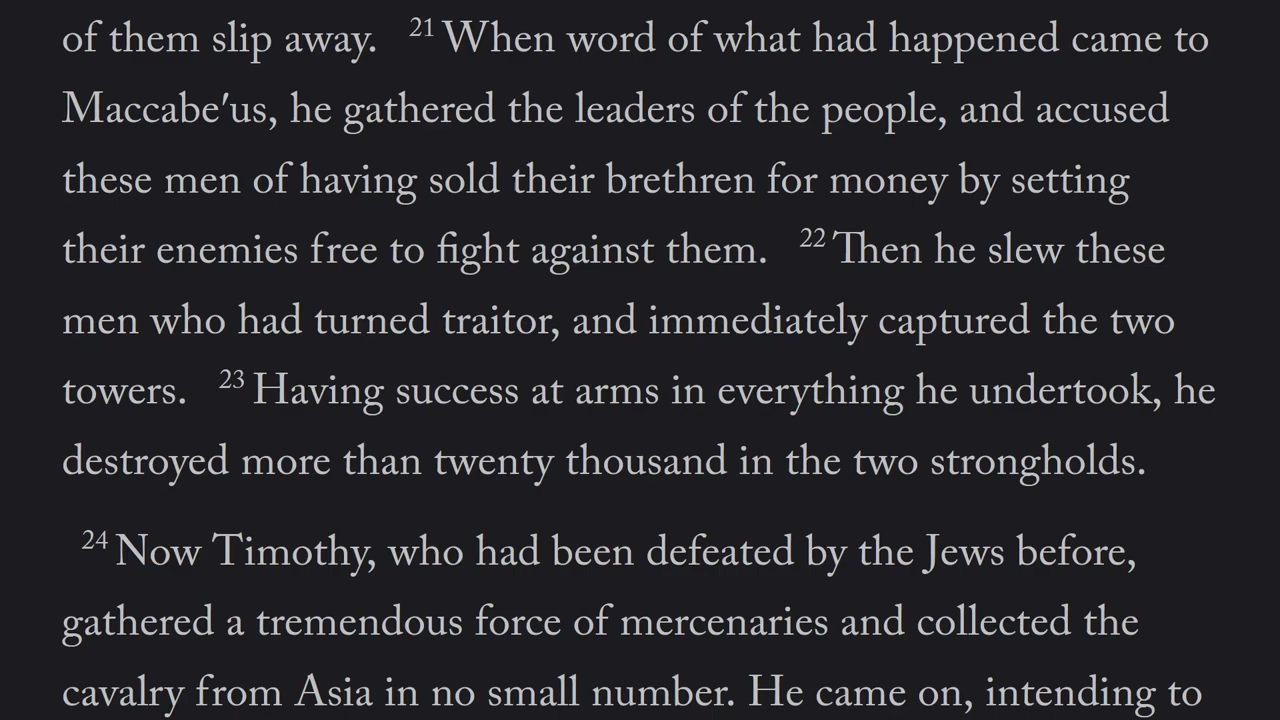 of them slip away. 21 When word of what had happened came to
Maccabe′us, he gathered the leaders of the people, and accused
these men of having sold their brethren for money by setting
their enemies free to fight against them. 22 Then he slew these
men who had turned traitor, and immediately captured the two
towers. 23 Having success at arms in everything he undertook, he
destroyed more than twenty thousand in the two strongholds.
24 Now Timothy, who had been defeated by the Jews before,
gathered a tremendous force of mercenaries and collected the
cavalry from Asia in no small number. He came on, intending to